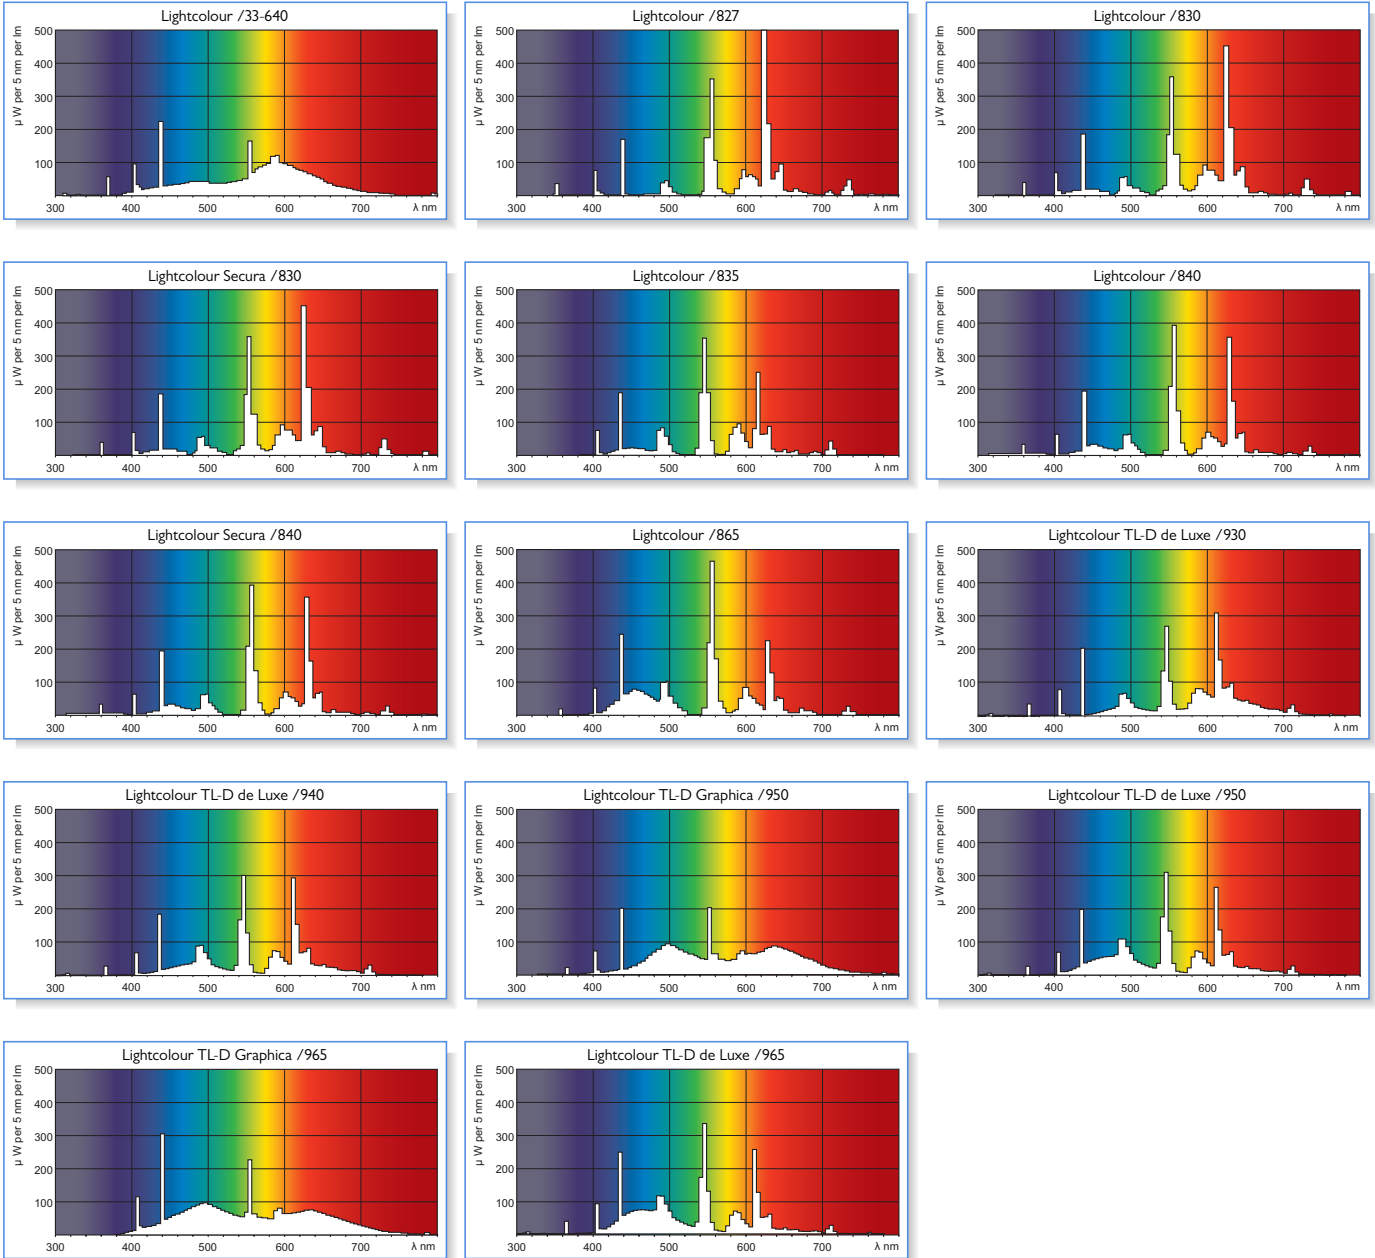 Lightcolour /33-640
μ W per 5 nm per lm
500
400
300
200
100
300 400 500 600 700 λ nm
Lightcolour /827
μ W per 5 nm per lm
500
400
300
200
100
300 400 500 600 700 λ nm
Lightcolour /830
μ W per 5 nm per lm
500
400
300
200
100
300 400 500 600 700 λ nm
Lightcolour Secura /830
μ W per 5 nm per lm
500
400
300
200
100
300 400 500 600 700 λ nm
Lightcolour /835
μ W per 5 nm per lm
500
400
300
200
100
300 400 500 600 700 λ nm
Lightcolour /840
μ W per 5 nm per lm
500
400
300
200
100
300 400 500 600 700 λ nm
Lightcolour Secura /840
μ W per 5 nm per lm
500
400
300
200
100
300 400 500 600 700 λ nm
Lightcolour /865
μ W per 5 nm per lm
500
400
300
200
100
300 400 500 600 700 λ nm
Lightcolour TL-D de Luxe /930
μ W per 5 nm per lm
500
400
300
200
100
300 400 500 600 700 λ nm
Lightcolour TL-D de Luxe /940
μ W per 5 nm per lm
500
400
300
200
100
300 400 500 600 700 λ nm
Lightcolour TL-D Graphica /950
μ W per 5 nm per lm
500
400
300
200
100
300 400 500 600 700 λ nm
Lightcolour TL-D de Luxe /950
μ W per 5 nm per lm
500
400
300
200
100
300 400 500 600 700 λ nm
Lightcolour TL-D Graphica /965
μ W per 5 nm per lm
500
400
300
200
100
300 400 500 600 700 λ nm
Lightcolour TL-D de Luxe /965
μ W per 5 nm per lm
500
400
300
200
100
300 400 500 600 700 λ nm